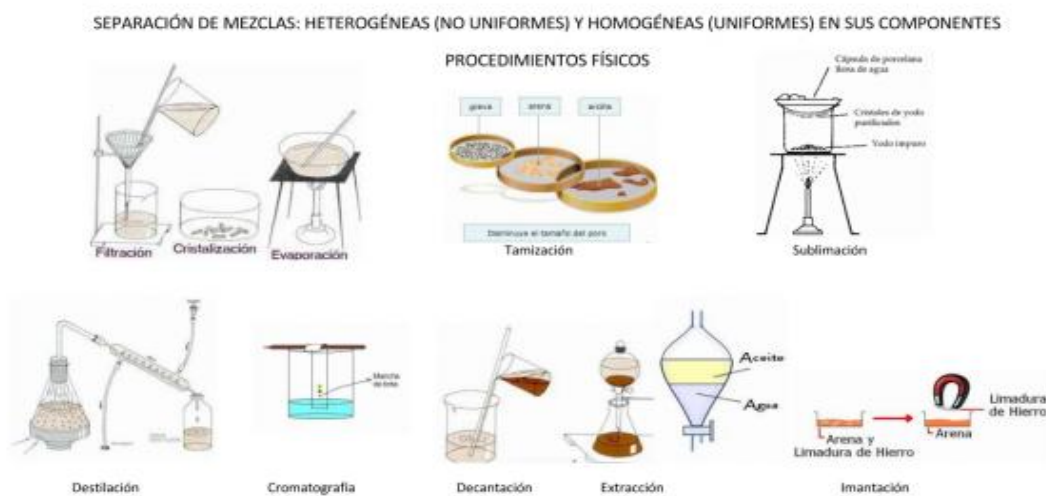 SEPARACIÓN DE MEZCLAS: HETEROGÉNEAS (NO UNIFORMES) Y HOMOGÉNEAS (UNIFORMES) EN SUS COMPONENTES
PROCEDIMIENTOS FÍSICOS
Cápsula de porcelana
llena de agua
Cristales de yodo
purificados
Yodo impuro
grava
arena
arcilla
Disminuye el tamaño del poro
Filtración
Cristalización
Evaporación
Tamización
Sublimación
Mancha
de tinta
Aceite
Agua
Limadura
de Hierro
Arena y
Limadura de Hierro
Arena
Destilación
Cromatografía
Decantación
Extracción
Imantación